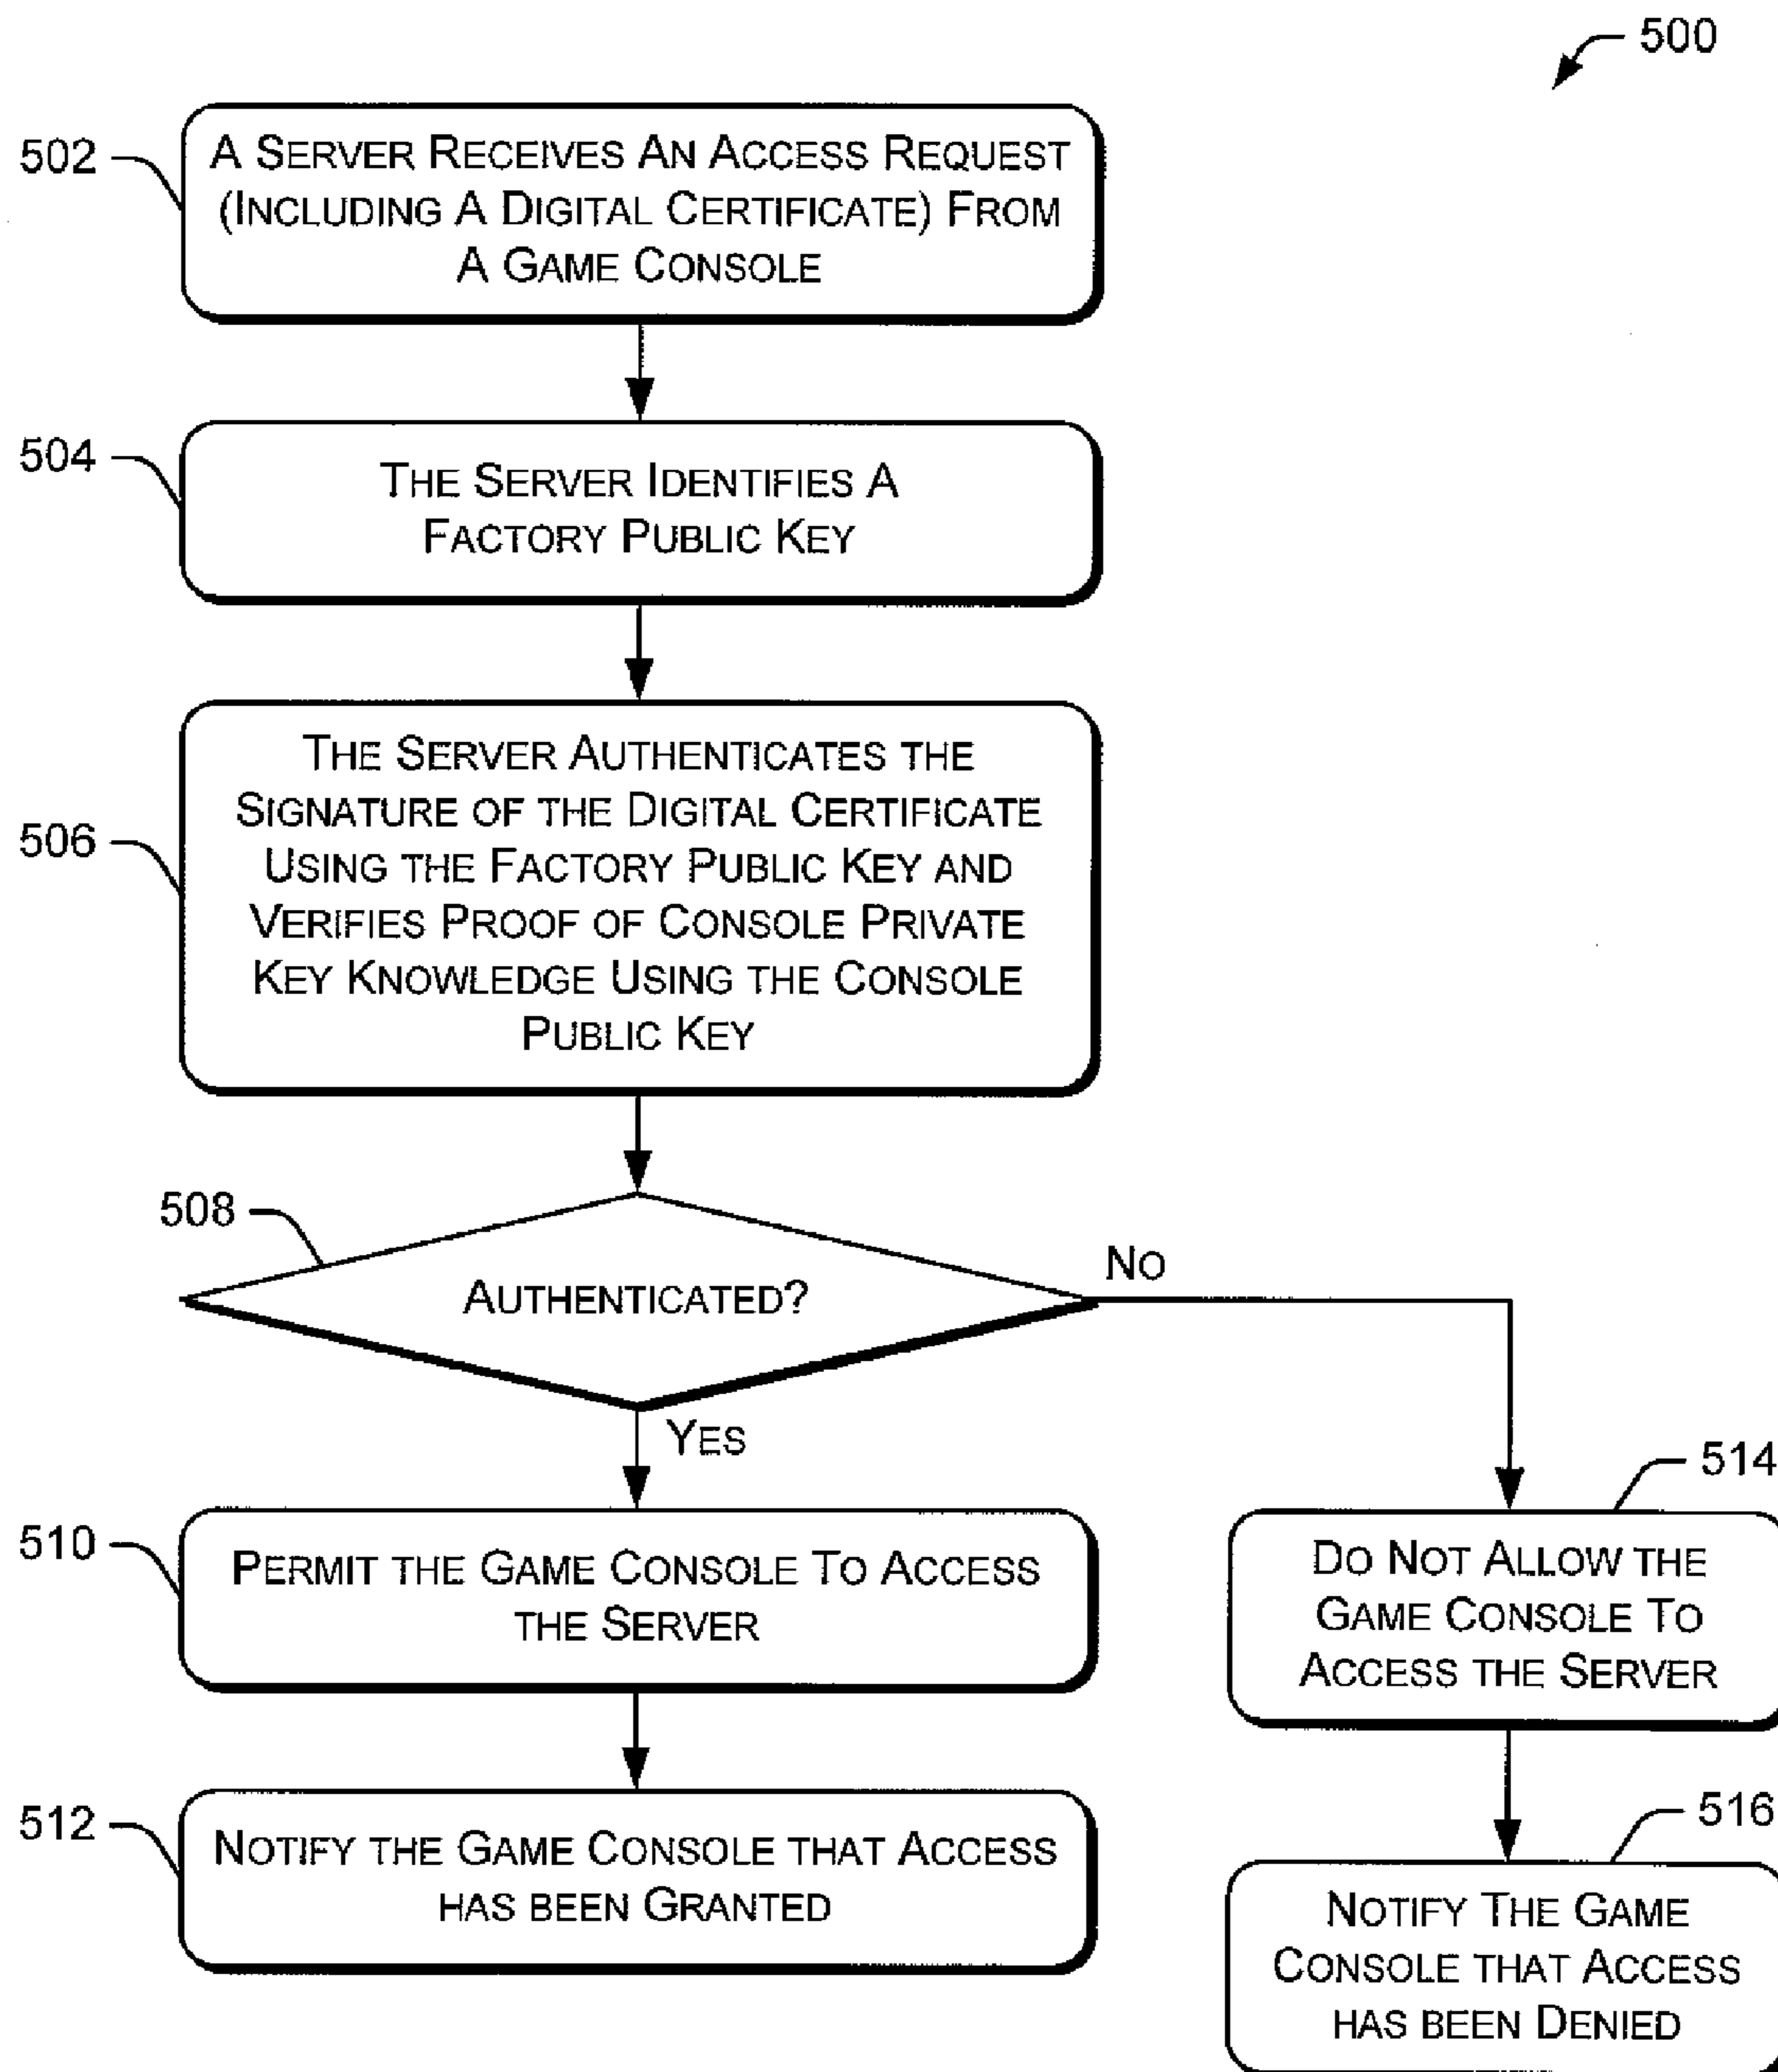 500
502
A SERVER RECEIVES AN ACCESS REQUEST
(INCLUDING A DIGITAL CERTIFICATE) FROM
A GAME CONSOLE
504
THE SERVER IDENTIFIES A
FACTORY PUBLIC KEY
506
THE SERVER AUTHENTICATES THE
SIGNATURE OF THE DIGITAL CERTIFICATE
USING THE FACTORY PUBLIC KEY AND
VERIFIES PROOF OF CONSOLE PRIVATE
KEY KNOWLEDGE USING THE CONSOLE
PUBLIC KEY
508
AUTHENTICATED?
NO
YES
510
PERMIT THE GAME CONSOLE TO ACCESS
THE SERVER
512
NOTIFY THE GAME CONSOLE THAT ACCESS
HAS BEEN GRANTED
514
DO NOT ALLOW THE
GAME CONSOLE TO
ACCESS THE SERVER
516
NOTIFY THE GAME
CONSOLE THAT ACCESS
HAS BEEN DENIED